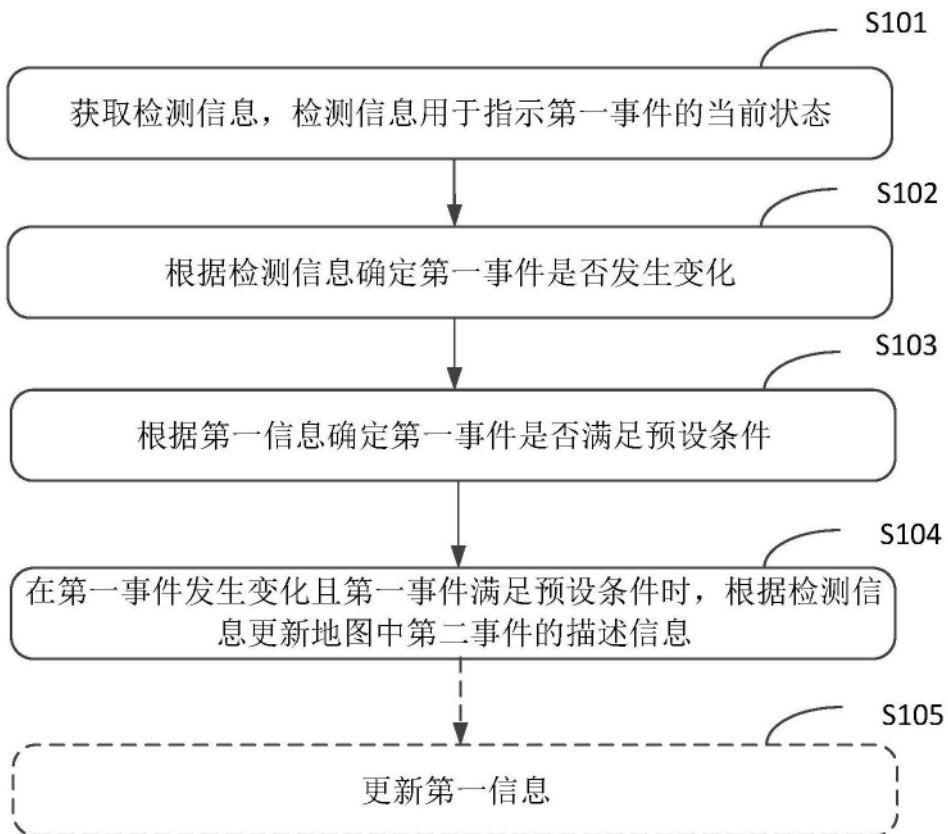 S101
获取检测信息，检测信息用于指示第一事件的当前状态
S102
根据检测信息确定第一事件是否发生变化
S103
根据第一信息确定第一事件是否满足预设条件
S104
在第一事件发生变化且第一事件满足预设条件时，根据检测信
息更新地图中第二事件的描述信息
S105
更新第一信息